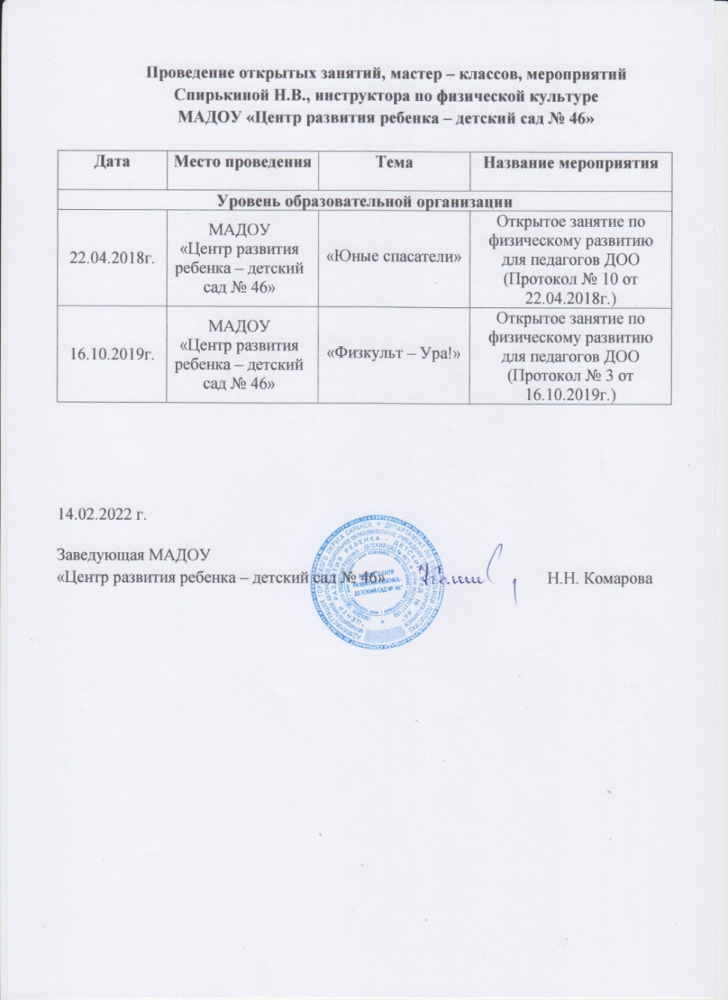 Проведение открытых занятий, мастер – классов, мероприятий
Спирькиной Н.В., инструктора по физической культуре
МАДОУ «Центр развития ребенка – детский сад № 46»
Дата Место проведения Тема Название мероприятия
Уровень образовательной организации
22.04.2018г.
МАДОУ
«Центр развития
ребенка – детский
сад № 46»
«Юные спасатели»
Открытое занятие по
физическому развитию
для педагогов ДОО
(Протокол № 10 от
22.04.2018г.)
16.10.2019г.
МАДОУ
«Центр развития
ребенка – детский
сад № 46»
«Физкульт – Ура!»
Открытое занятие по
физическому развитию
для педагогов ДОО
(Протокол № 3 от
16.10.2019г.)
14.02.2022 г.
Заведующая МАДОУ
«Центр развития ребенка – детский сад № 46»
Н.Н. Комарова
ЦЕНТР
РАЗВИТИЯ РЕБЕНКА -
ДЕТСКИЙ САД № 46"